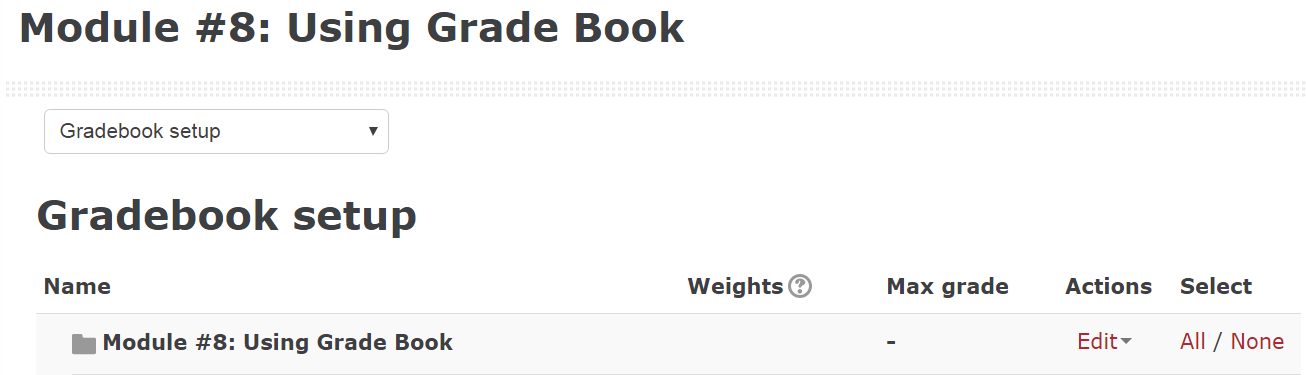 Module #8: Using Grade Book
Gradebook setup
Gradebook setup
Name Weights ? Max grade Actions Select
Module #8: Using Grade Book - Edit All / None